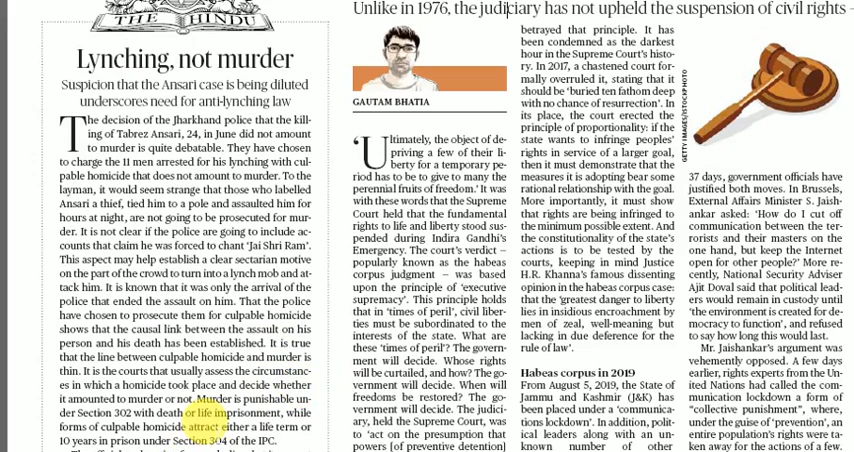 THE HINDU
Lynching, not murder
Suspicion that the Ansari case is being diluted
underscores need for anti-lynching law
The decision of the Jharkhand police that the kill-
ing of Tabrez Ansari, 24, in June did not amount
to murder is quite debatable. They have chosen
to charge the 11 men arrested for his lynching with cul-
pable homicide that does not amount to murder. To the
layman, it would seem strange that those who labelled
Ansari a thief, tied him to a pole and assaulted him for
hours at night, are not going to be prosecuted for mur-
der. It is not clear if the police are going to include ac-
counts that claim he was forced to chant ‘Jai Shri Ram’.
This aspect may help establish a clear sectarian motive
on the part of the crowd to turn into a lynch mob and at-
tack him. It is known that it was only the arrival of the
police that ended the assault on him. That the police
have chosen to prosecute them for culpable homicide
shows that the causal link between the assault on his
person and his death has been established. It is true
that the line between culpable homicide and murder is
thin. It is the courts that usually assess the circumstanc-
es in which a homicide took place and decide whether
it amounted to murder or not. Murder is punishable un-
der Section 302 with death or life imprisonment, while
forms of culpable homicide attract either a life term or
10 years in prison under Section 304 of the IPC.
Unlike in 1976, the judiciary has not upheld the suspension of civil rights –
GAUTAM BHATIA
‘Ultimately, the object of de-
priving a few of their li-
berty for a temporary pe-
riod has to be to give to many the
perennial fruits of freedom.’ It was
with these words that the Supreme
Court held that the fundamental
rights to life and liberty stood sus-
pended during Indira Gandhi’s
Emergency. The court’s verdict –
popularly known as the habeas
corpus judgment – was based
upon the principle of ‘executive
supremacy’. This principle holds
that in ‘times of peril’, civil liber-
ties must be subordinated to the
interests of the state. What are
these ‘times of peril’? The govern-
ment will decide. Whose rights
will be curtailed, and how? The go-
vernment will decide. When will
freedoms be restored? The go-
vernment will decide. The judici-
ary, held the Supreme Court, was
to ‘act on the presumption that
powers [of preventive detention]
betrayed that principle. It has
been condemned as the darkest
hour in the Supreme Court’s histo-
ry. In 2017, a chastened court for-
mally overruled it, stating that it
should be ‘buried ten fathom deep
with no chance of resurrection’. In
its place, the court erected the
principle of proportionality: if the
state wants to infringe peoples’
rights in service of a larger goal,
then it must demonstrate that the
measures it is adopting bear some
rational relationship with the goal.
More importantly, it must show
that rights are being infringed to
the minimum possible extent. And
the constitutionality of the state’s
actions is to be tested by the
courts, keeping in mind Justice
H.R. Khanna’s famous dissenting
opinion in the habeas corpus case:
that the ‘greatest danger to liberty
lies in insidious encroachment by
men of zeal, well-meaning but
lacking in due deference for the
rule of law’.
Habeas corpus in 2019
From August 5, 2019, the State of
Jammu and Kashmir (J&K) has
been placed under a ‘communica-
tions lockdown’. In addition, polit-
ical leaders along with an un-
known number of other
GETTY IMAGES/ISTOCKPHOTO
37 days, government officials have
justified both moves. In Brussels,
External Affairs Minister S. Jaish-
ankar asked: ‘How do I cut off
communication between the ter-
rorists and their masters on the
one hand, but keep the Internet
open for other people?’ More re-
cently, National Security Adviser
Ajit Doval said that political lead-
ers would remain in custody until
‘the environment is created for de-
mocracy to function’, and refused
to say how long this would last.
Mr. Jaishankar’s argument was
vehemently opposed. A few days
earlier, rights experts from the Un-
ited Nations had called the com-
munication lockdown a form of
“collective punishment”, where,
under the guise of ‘prevention’, an
entire population’s rights were ta-
ken away for the actions of a few.